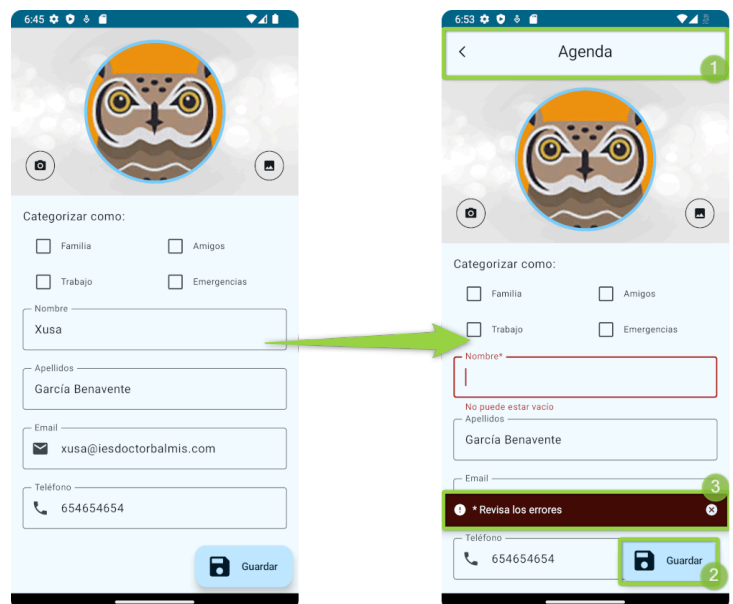 6:45
Categorizar como:
Familia
Amigos
Trabajo
Emergencias
Nombre
Xusa
Apellidos
García Benavente
Email
xusa@iesdoctorbalmis.com
Teléfono
654654654
Guardar
6:53
Agenda
1
Categorizar como:
Familia
Amigos
Trabajo
Emergencias
Nombre*
No puede estar vacío
Apellidos
García Benavente
Email
3
* Revisa los errores
Teléfono
654654654
Guardar
2